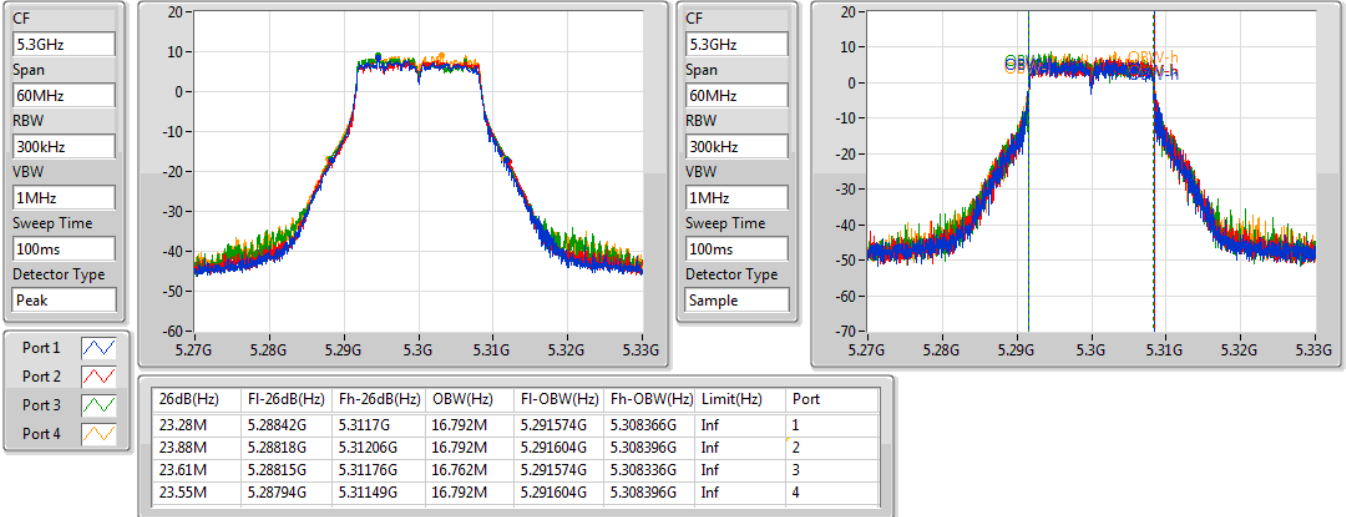 CF
5.3GHz
Span
60MHz
RBW
300kHz
VBW
1MHz
Sweep Time
100ms
Detector Type
Peak
20
10
0
-10
-20
-30
-40
-50
-60
5.27G 5.28G 5.29G 5.3G 5.31G 5.32G 5.33G
CF
5.3GHz
Span
60MHz
RBW
300kHz
VBW
1MHz
Sweep Time
100ms
Detector Type
Sample
20
10
0
-10
-20
-30
-40
-50
-60
-70
OBW-h
5.27G 5.28G 5.29G 5.3G 5.31G 5.32G 5.33G
Port 1
Port 2
Port 3
Port 4
26dB(Hz) Fl-26dB(Hz) Fh-26dB(Hz) OBW(Hz) Fl-OBW(Hz) Fh-OBW(Hz) Limit(Hz) Port
23.28M 5.28842G 5.3117G 16.792M 5.291574G 5.308366G Inf 1
23.88M 5.28818G 5.31206G 16.792M 5.291604G 5.308396G Inf 2
23.61M 5.28815G 5.31176G 16.762M 5.291574G 5.308336G Inf 3
23.55M 5.28794G 5.31149G 16.792M 5.291604G 5.308396G Inf 4